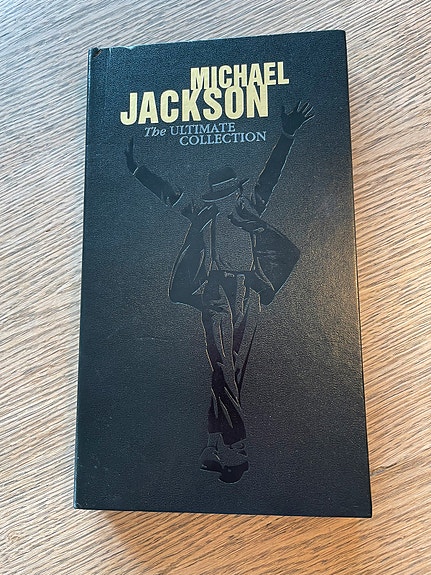 MICHAEL
JACKSON
The ULTIMATE
COLLECTION